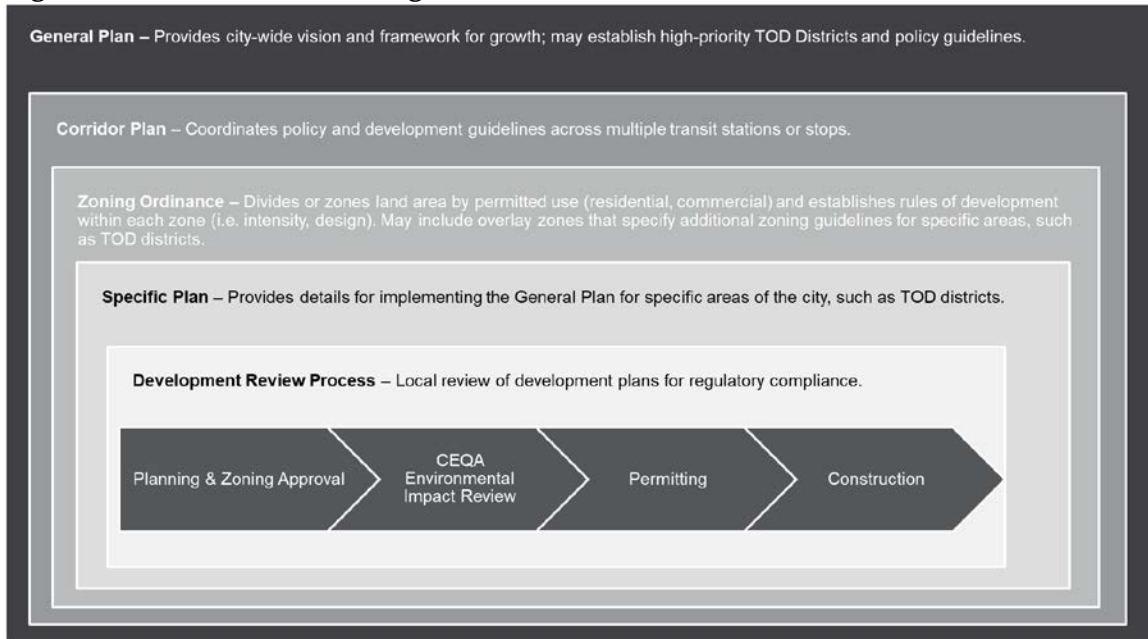 General Plan – Provides city-wide vision and framework for growth; may establish high-priority TOD Districts and policy guidelines.
Corridor Plan – Coordinates policy and development guidelines across multiple transit stations or stops.
Zoning Ordinance – Divides or zones land area by permitted use (residential, commercial) and establishes rules of development
within each zone (i.e. intensity, design). May include overlay zones that specify additional zoning guidelines for specific areas, such
as TOD districts.
Specific Plan – Provides details for implementing the General Plan for specific areas of the city, such as TOD districts.
Development Review Process – Local review of development plans for regulatory compliance.
Planning & Zoning Approval
CEQA
Environmental
Impact Review
Permitting
Construction